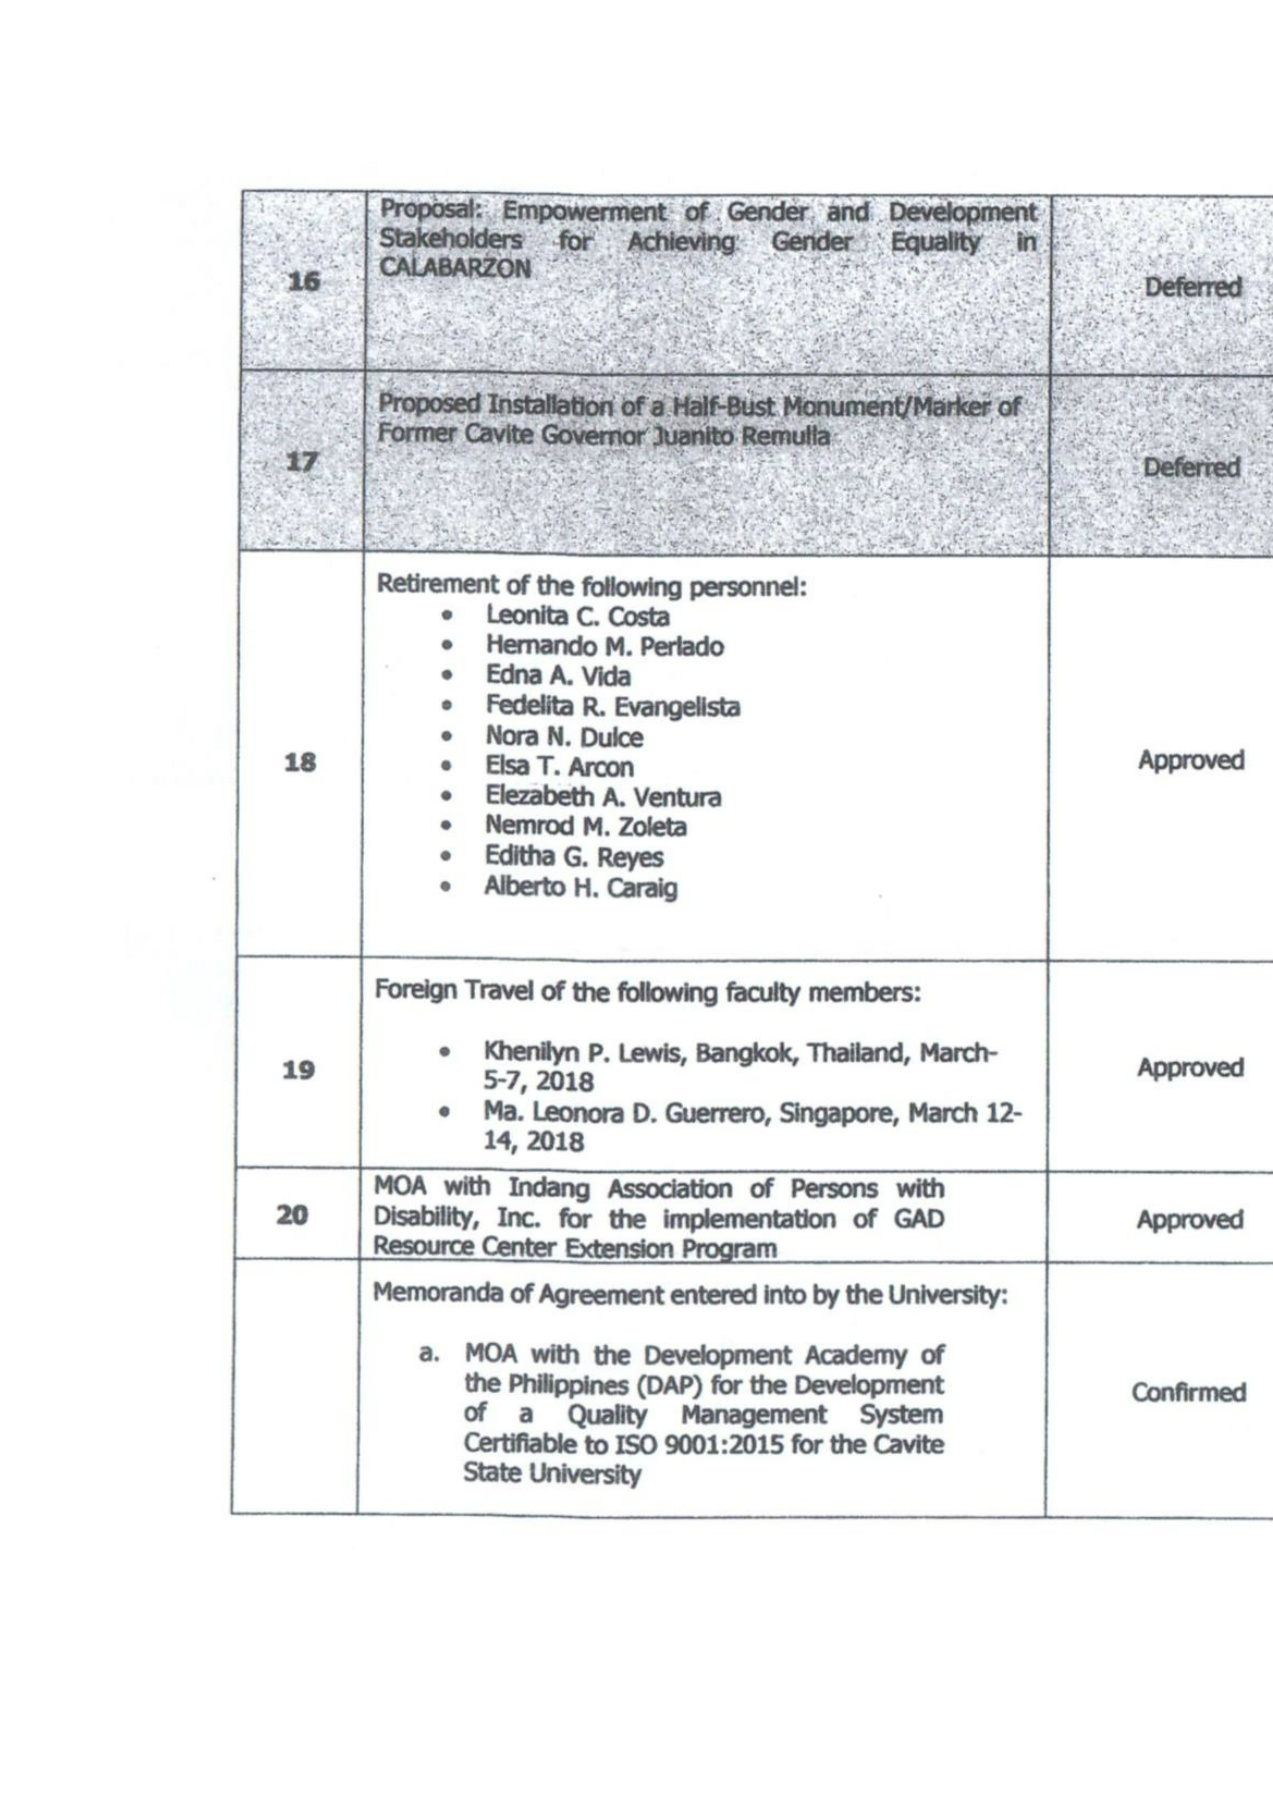 16
Proposal: Empowerment of Gender and Development
Stakeholders for Achieving Gender Equality in
CALABARZON
Deferred
17
Proposed Installation of a Half-Bust Monument/Marker of
Former Cavite Governor Juanito Remulla
Deferred
18
Retirement of the following personnel:
• Leonita C. Costa
• Hernando M. Perlado
• Edna A. Vida
• Fedelita R. Evangelista
• Nora N. Dulce
• Elsa T. Arcon
• Elezabeth A. Ventura
• Nemrod M. Zoleta
• Editha G. Reyes
• Alberto H. Caraig
Approved
19
Foreign Travel of the following faculty members:
• Khenilyn P. Lewis, Bangkok, Thailand, March-
5-7, 2018
• Ma. Leonora D. Guerrero, Singapore, March 12-
14, 2018
Approved
20
MOA with Indang Association of Persons with
Disability, Inc. for the implementation of GAD
Resource Center Extension Program
Approved
Memoranda of Agreement entered into by the University:
a. MOA with the Development Academy of
the Philippines (DAP) for the Development
of a Quality Management System
Certifiable to ISO 9001:2015 for the Cavite
State University
Confirmed